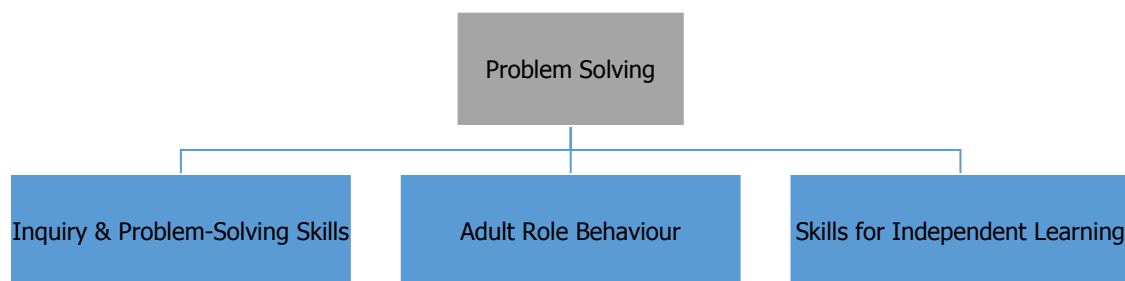 Problem Solving
Inquiry & Problem-Solving Skills
Adult Role Behaviour
Skills for Independent Learning